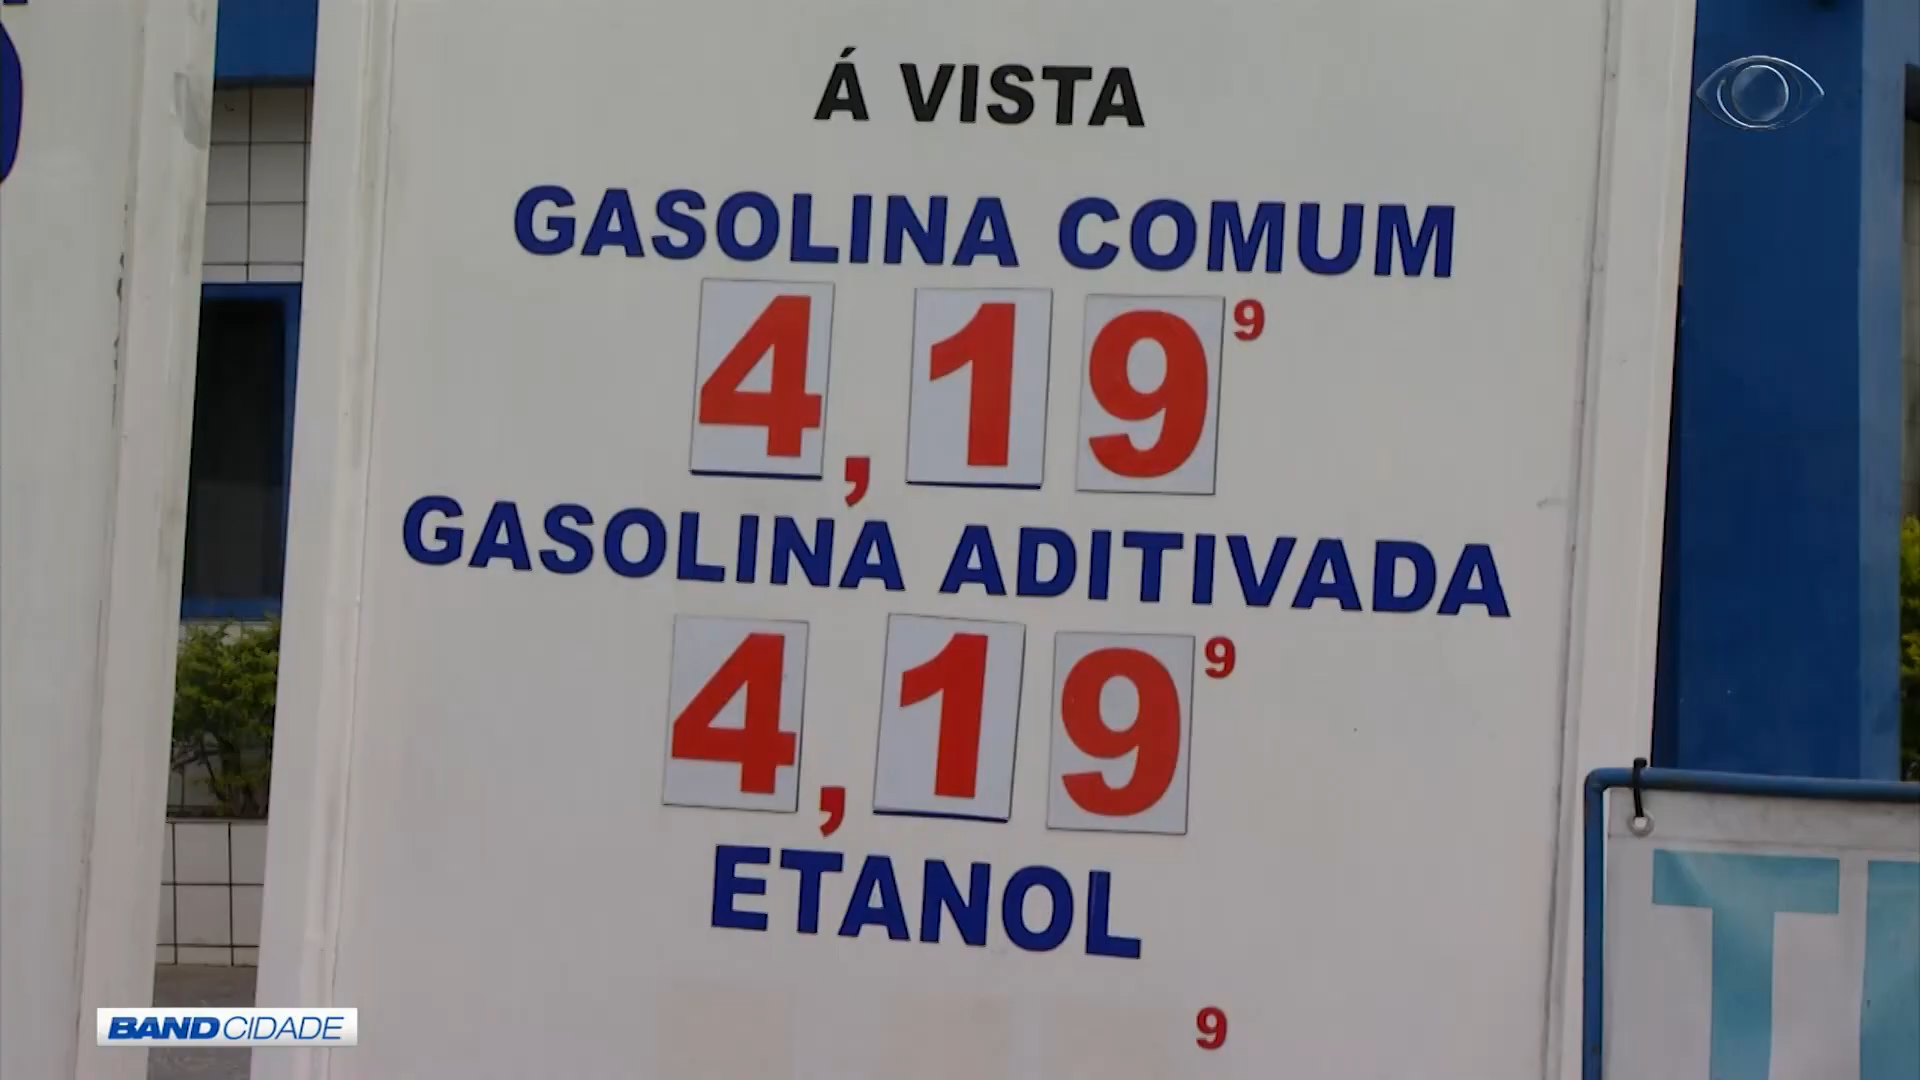 Á VISTA
GASOLINA COMUM
4,19 9
GASOLINA ADITIVADA
4,19 9
ETANOL
9
BAND CIDADE